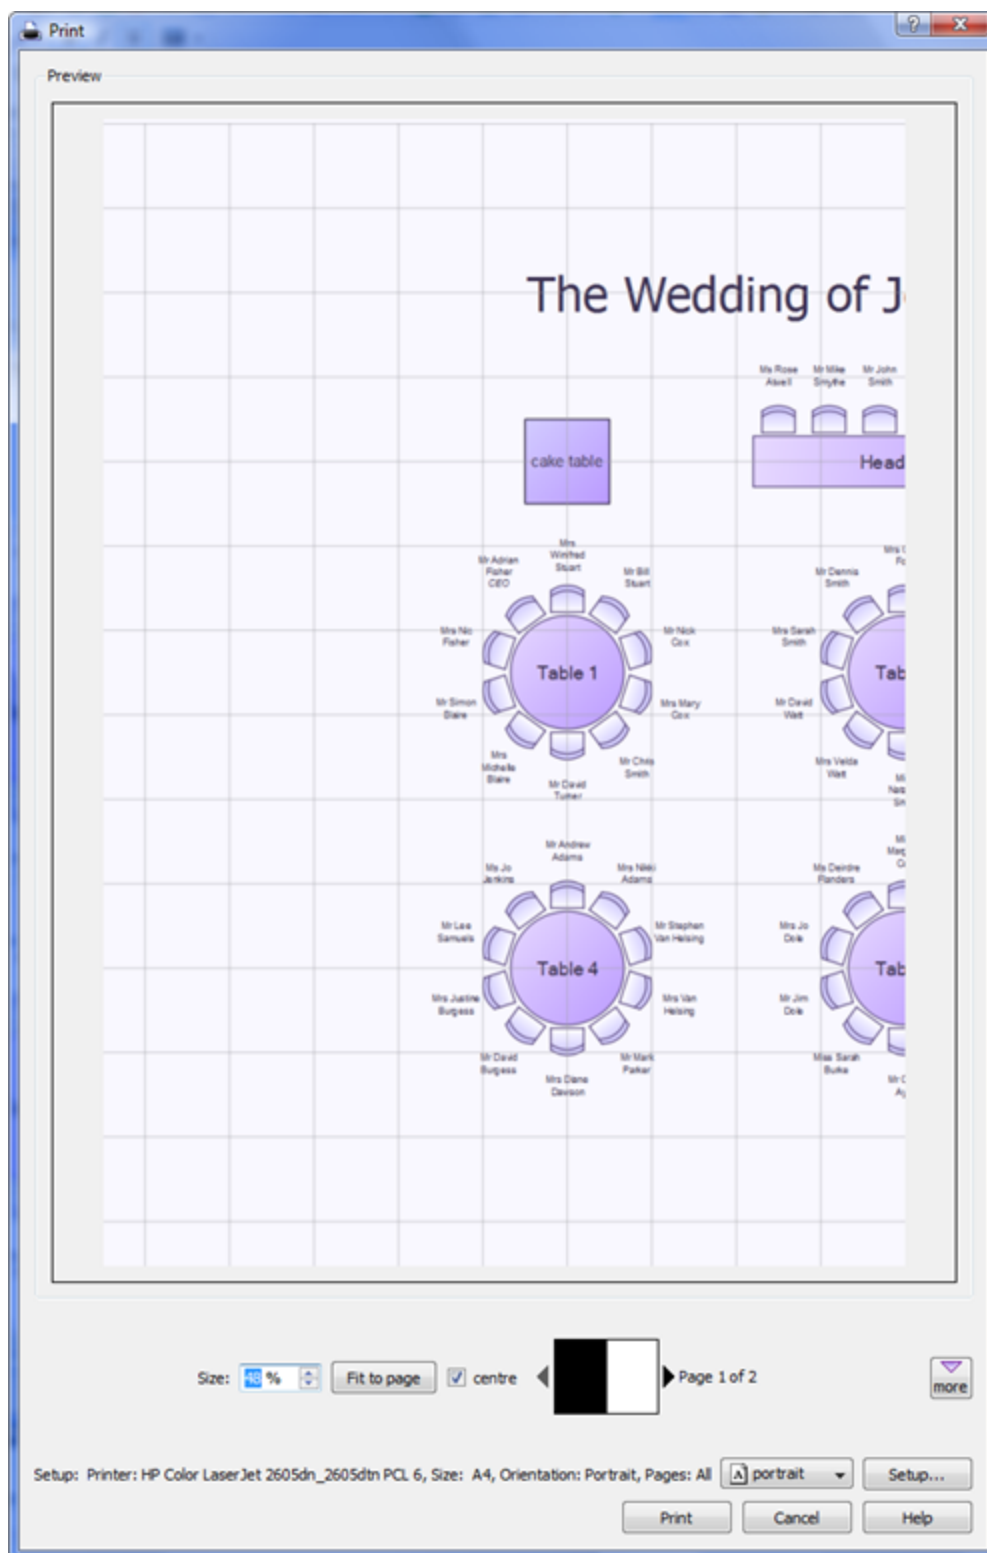 Print
Preview
The Wedding of J
Ms Rose
Mr Mike
Smythe
Mr John
Smith
cake table
Head
Mrs
Winifred
Stuart
Mr Adrian
Fisher
CEO
Mr Bill
Stuart
Mrs Nic
Fisher
Mr Nick
Cox
Table 1
Mr Simon
Blaire
Mrs Mary
Cox
Mrs
Michelle
Blaire
Mr Chris
Smith
Mr David
Turner
Mr Dennis
Smith
Mrs Sarah
Smith
Tab
Mr David
Watt
Mrs Velda
Watt
Mr Andrew
Adams
Ms Jo
Jenkins
Mrs Nikki
Adams
Mr Lee
Samuels
Mr Stephen
Van Helsing
Table 4
Mrs Justine
Burgess
Mrs Van
Helsing
Mr David
Burgess
Mr Mark
Parker
Mrs Diana
Davison
Ms Deirdre
Flanders
Mrs Jo
Dole
Tab
Mr Jim
Dole
Miss Sarah
Burke
Size: 48 % Fit to page centre Page 1 of 2 more
Setup: Printer: HP Color LaserJet 2605dn_2605dtn PCL 6, Size: A4, Orientation: Portrait, Pages: All A portrait Setup...
Print Cancel Help